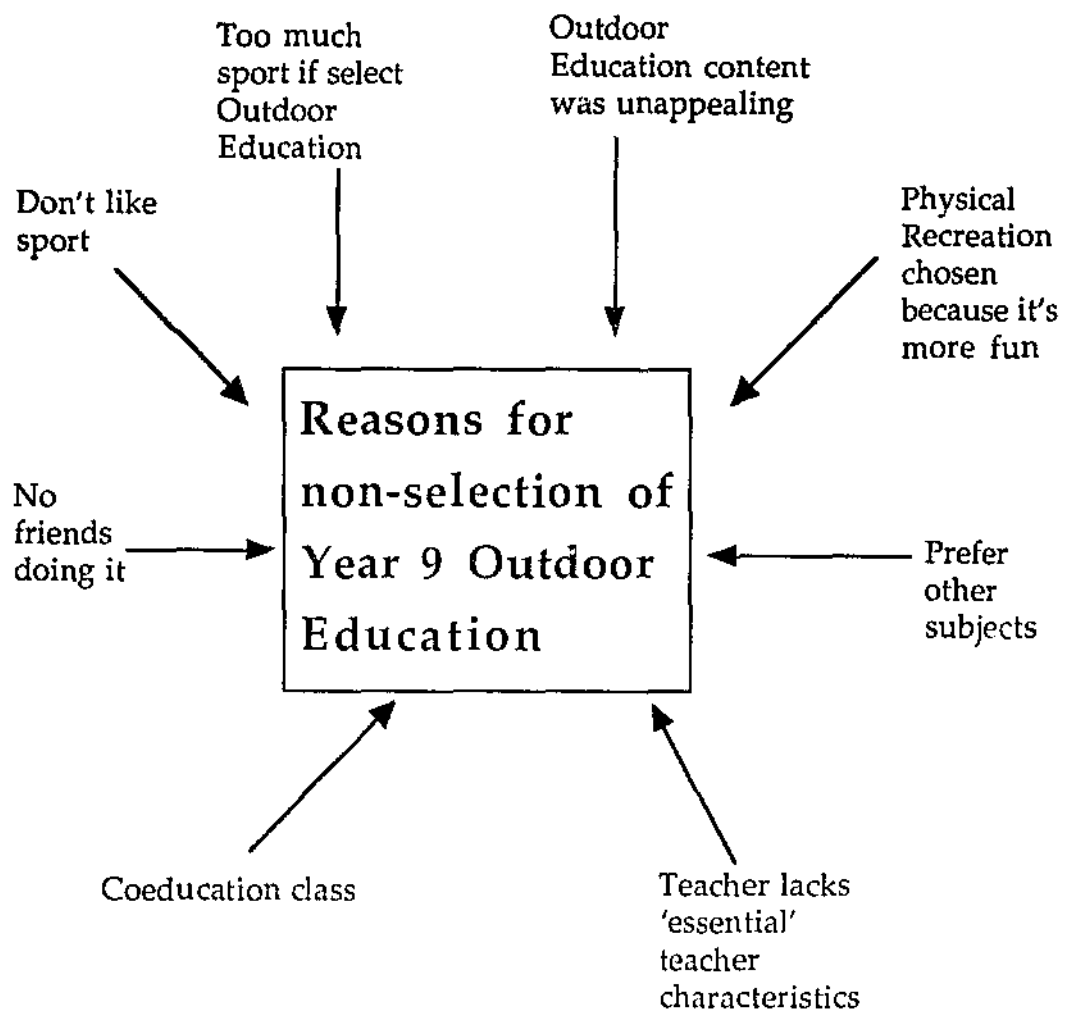 Too much
sport if select
Outdoor
Education
Outdoor
Education content
was unappealing
Don't like
sport
Physical
Recreation
chosen
because it's
more fun
No
friends
doing it
Reasons for
non-selection of
Year 9 Outdoor
Education
Prefer
other
subjects
Coeducation class
Teacher lacks
'essential'
teacher
characteristics